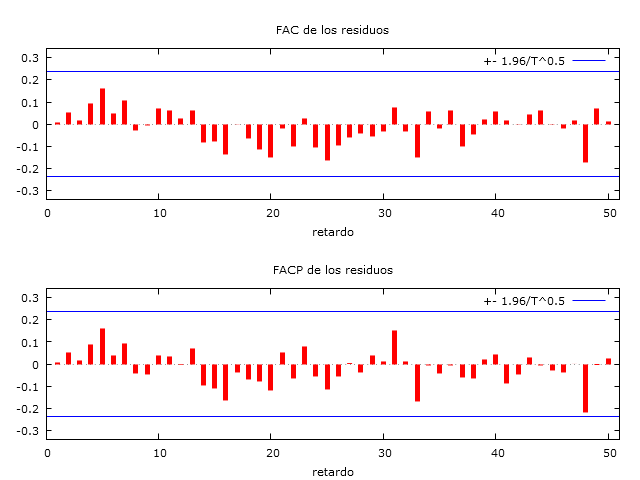 FAC de los residuos
+- 1.96/T^0.5
0.3
0.2
0.1
0
-0.1
-0.2
-0.3
0 10 20 30 40 50
retardo
FACP de los residuos
+- 1.96/T^0.5
0.3
0.2
0.1
0
-0.1
-0.2
-0.3
0 10 20 30 40 50
retardo